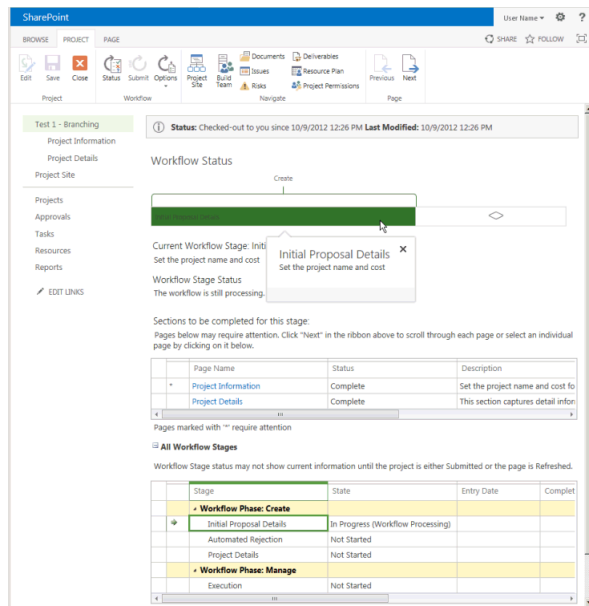 SharePoint
User Name
?
BROWSE PROJECT PAGE
SHARE FOLLOW
Edit Save Close Status Submit Options Project Site Build Team Documents Issues Risks Deliverables Resource Plan Project Permissions Previous Next
Project Workflow Navigate Page
Test 1 - Branching
Project Information
Project Details
Project Site
Projects
Approvals
Tasks
Resources
Reports
EDIT LINKS
Status: Checked-out to you since 10/9/2012 12:26 PM Last Modified: 10/9/2012 12:26 PM
Workflow Status
Create
Initial Proposal Details
Current Workflow Stage: Initi
Set the project name and cost
Workflow Stage Status
The workflow is still processing.
Initial Proposal Details
Set the project name and cost
Sections to be completed for this stage:
Pages below may require attention. Click "Next" in the ribbon above to scroll through each page or select an individual
page by clicking on it below.
Page Name Status Description
* Project Information Complete Set the project name and cost fo
Project Details Complete This section captures detail infor
Pages marked with '*' require attention
All Workflow Stages
Workflow Stage status may not show current information until the project is either Submitted or the page is Refreshed.
Stage State Entry Date Complet
Workflow Phase: Create
Initial Proposal Details In Progress (Workflow Processing)
Automated Rejection Not Started
Project Details Not Started
Workflow Phase: Manage
Execution Not Started